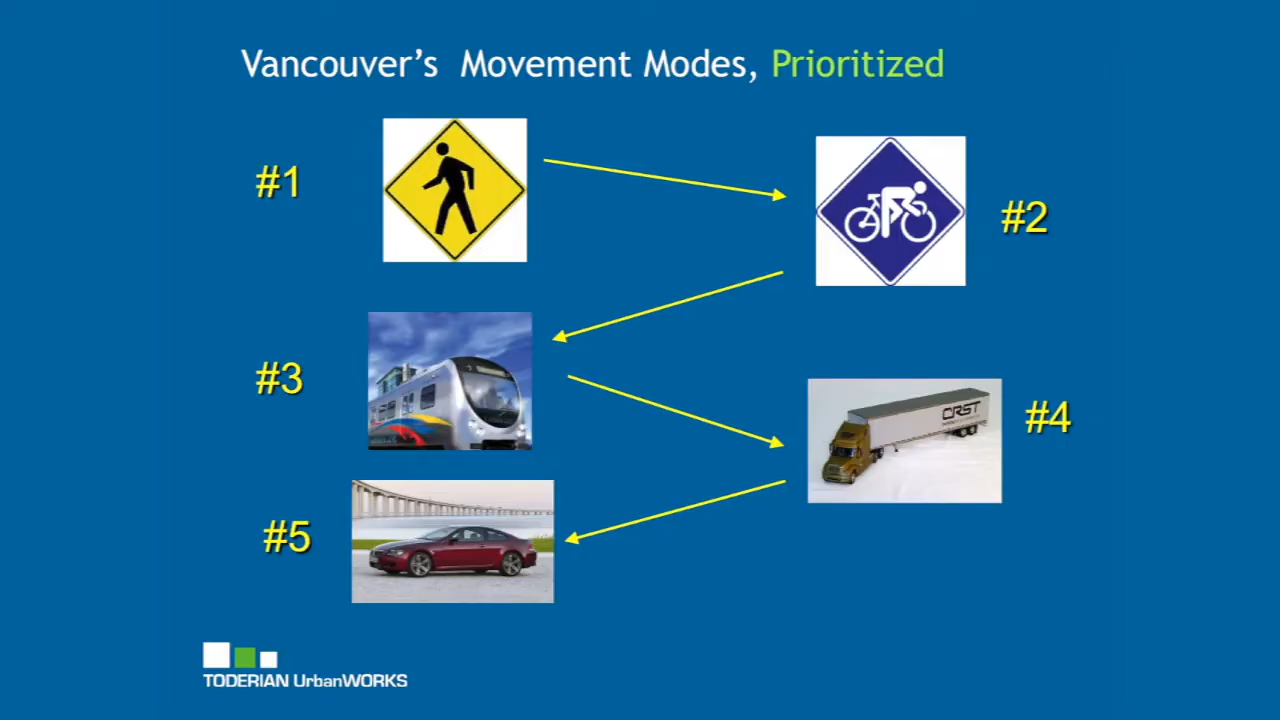 Vancouver's Movement Modes, Prioritized
#1
#2
#3
CRST
#4
#5
TODERIAN UrbanWORKS